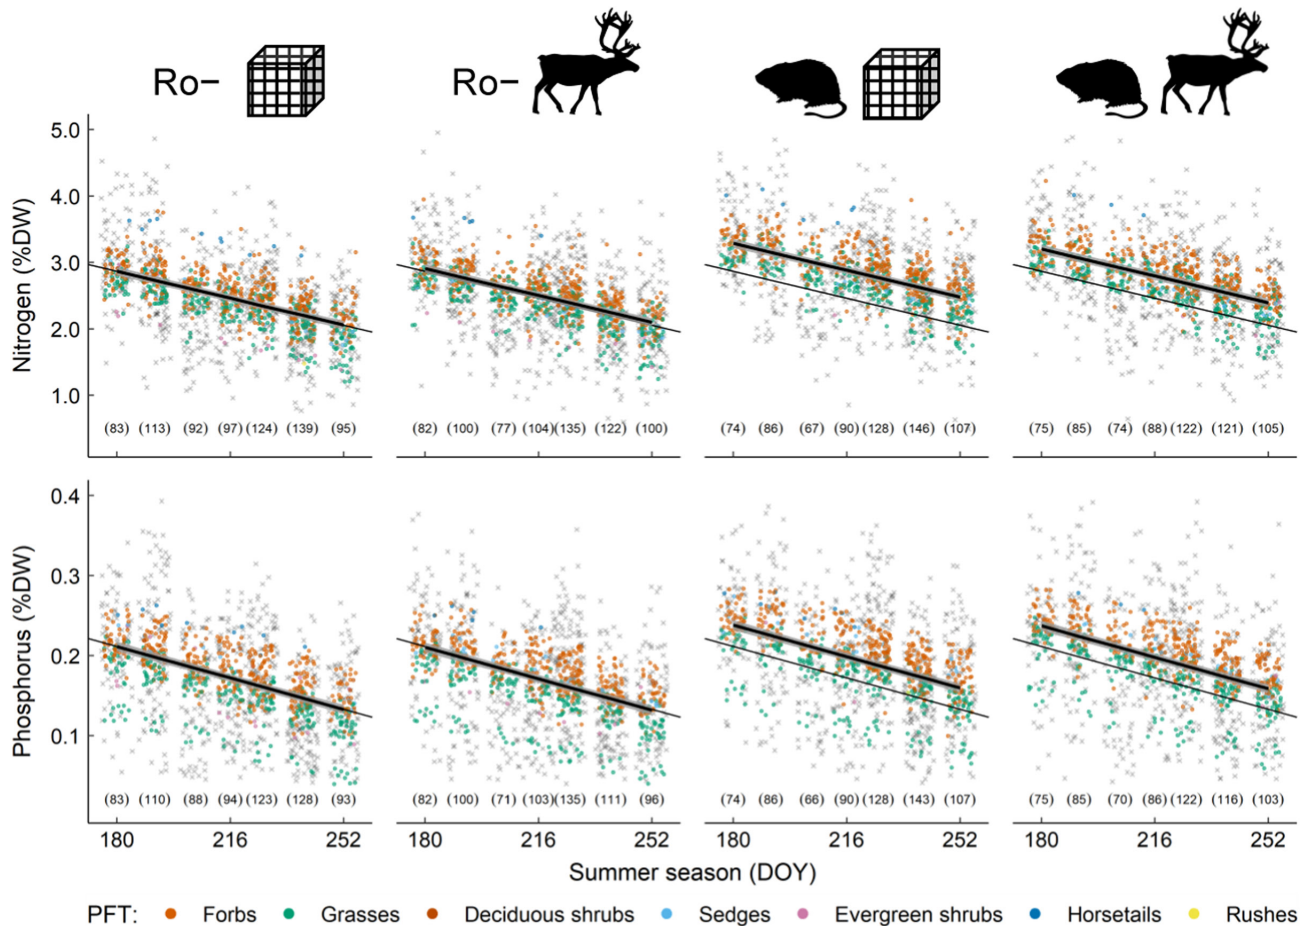 Ro− Ro−
Nitrogen (%DW)
5.0
4.0
3.0
2.0
1.0
(83) (113) (92) (97) (124) (139) (95) (82) (100) (77) (104) (135) (122) (100) (74) (86) (67) (90) (128) (146) (107) (75) (85) (74) (88) (122) (121) (105)
Phosphorus (%DW)
0.4
0.3
0.2
0.1
(83) (110) (88) (94) (123) (128) (93) (82) (100) (71) (103) (135) (111) (96) (74) (86) (66) (90) (128) (143) (107) (75) (85) (70) (86) (122) (116) (103)
180 216 252 180 216 252 180 216 252 180 216 252
Summer season (DOY)
PFT: Forbs Grasses Deciduous shrubs Sedges Evergreen shrubs Horsetails Rushes